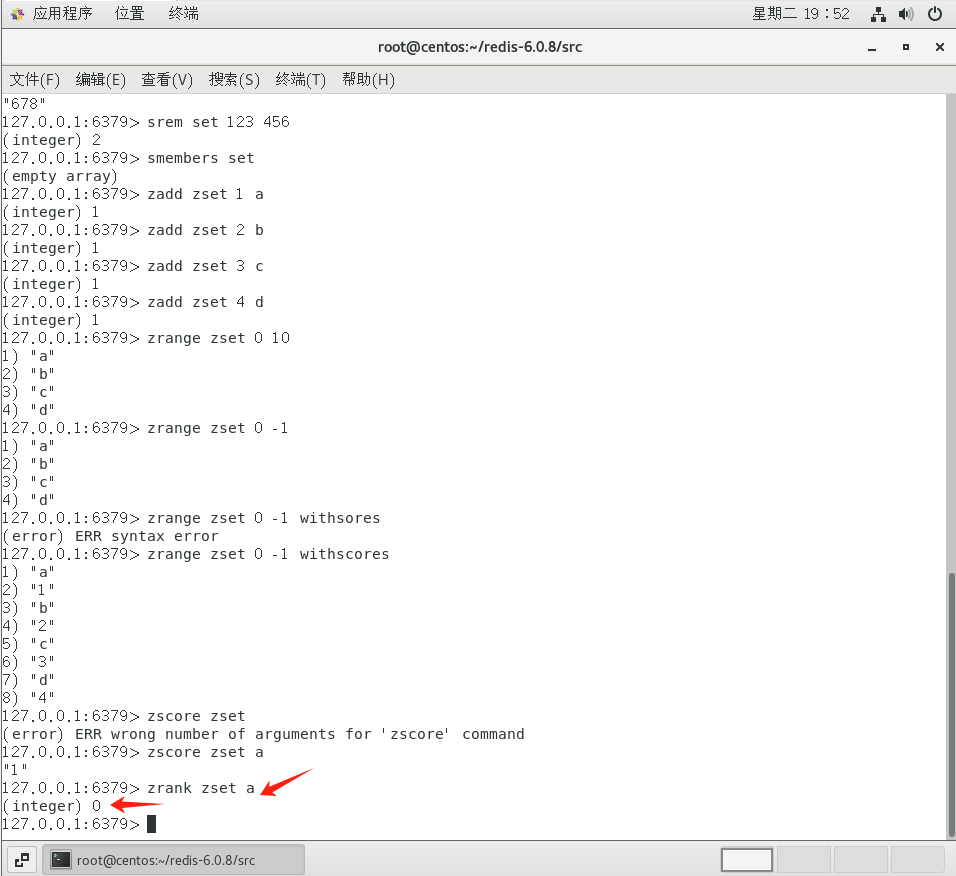 应用程序 位置 终端 星期二 19：52
root@centos:~/redis-6.0.8/src
文件(F) 编辑(E) 查看(V) 搜索(S) 终端(T) 帮助(H)
"678"
127.0.0.1:6379> srem set 123 456
(integer) 2
127.0.0.1:6379> smembers set
(empty array)
127.0.0.1:6379> zadd zset 1 a
(integer) 1
127.0.0.1:6379> zadd zset 2 b
(integer) 1
127.0.0.1:6379> zadd zset 3 c
(integer) 1
127.0.0.1:6379> zadd zset 4 d
(integer) 1
127.0.0.1:6379> zrange zset 0 10
1) "a"
2) "b"
3) "c"
4) "d"
127.0.0.1:6379> zrange zset 0 -1
1) "a"
2) "b"
3) "c"
4) "d"
127.0.0.1:6379> zrange zset 0 -1 withsores
(error) ERR syntax error
127.0.0.1:6379> zrange zset 0 -1 withscores
1) "a"
2) "1"
3) "b"
4) "2"
5) "c"
6) "3"
7) "d"
8) "4"
127.0.0.1:6379> zscore zset
(error) ERR wrong number of arguments for 'zscore' command
127.0.0.1:6379> zscore zset a
"1"
127.0.0.1:6379> zrank zset a
(integer) 0
127.0.0.1:6379>
root@centos:~/redis-6.0.8/src